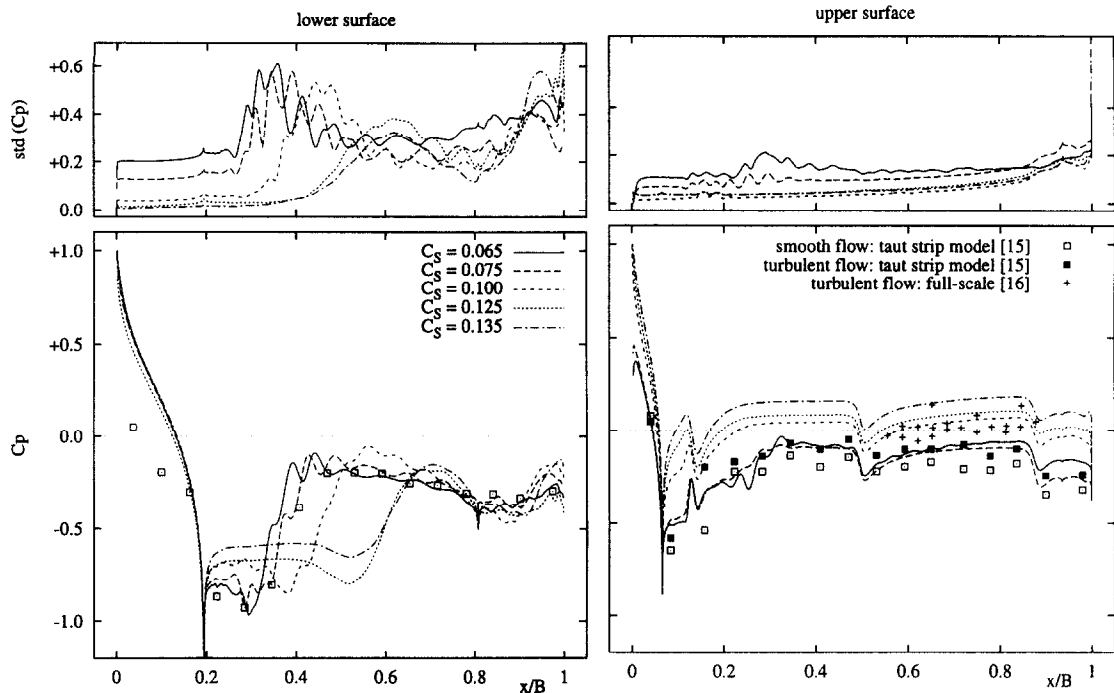 lower surface
upper surface
std (Cp)
+0.6
+0.4
+0.2
0.0
Cp
+1.0
+0.5
0.0
-0.5
-1.0
C_S = 0.065
C_S = 0.075
C_S = 0.100
C_S = 0.125
C_S = 0.135
smooth flow: taut strip model [15]
turbulent flow: taut strip model [15]
turbulent flow: full-scale [16]
0 0.2 0.4 0.6 0.8 1
x/B
0 0.2 0.4 0.6 0.8 1
x/B